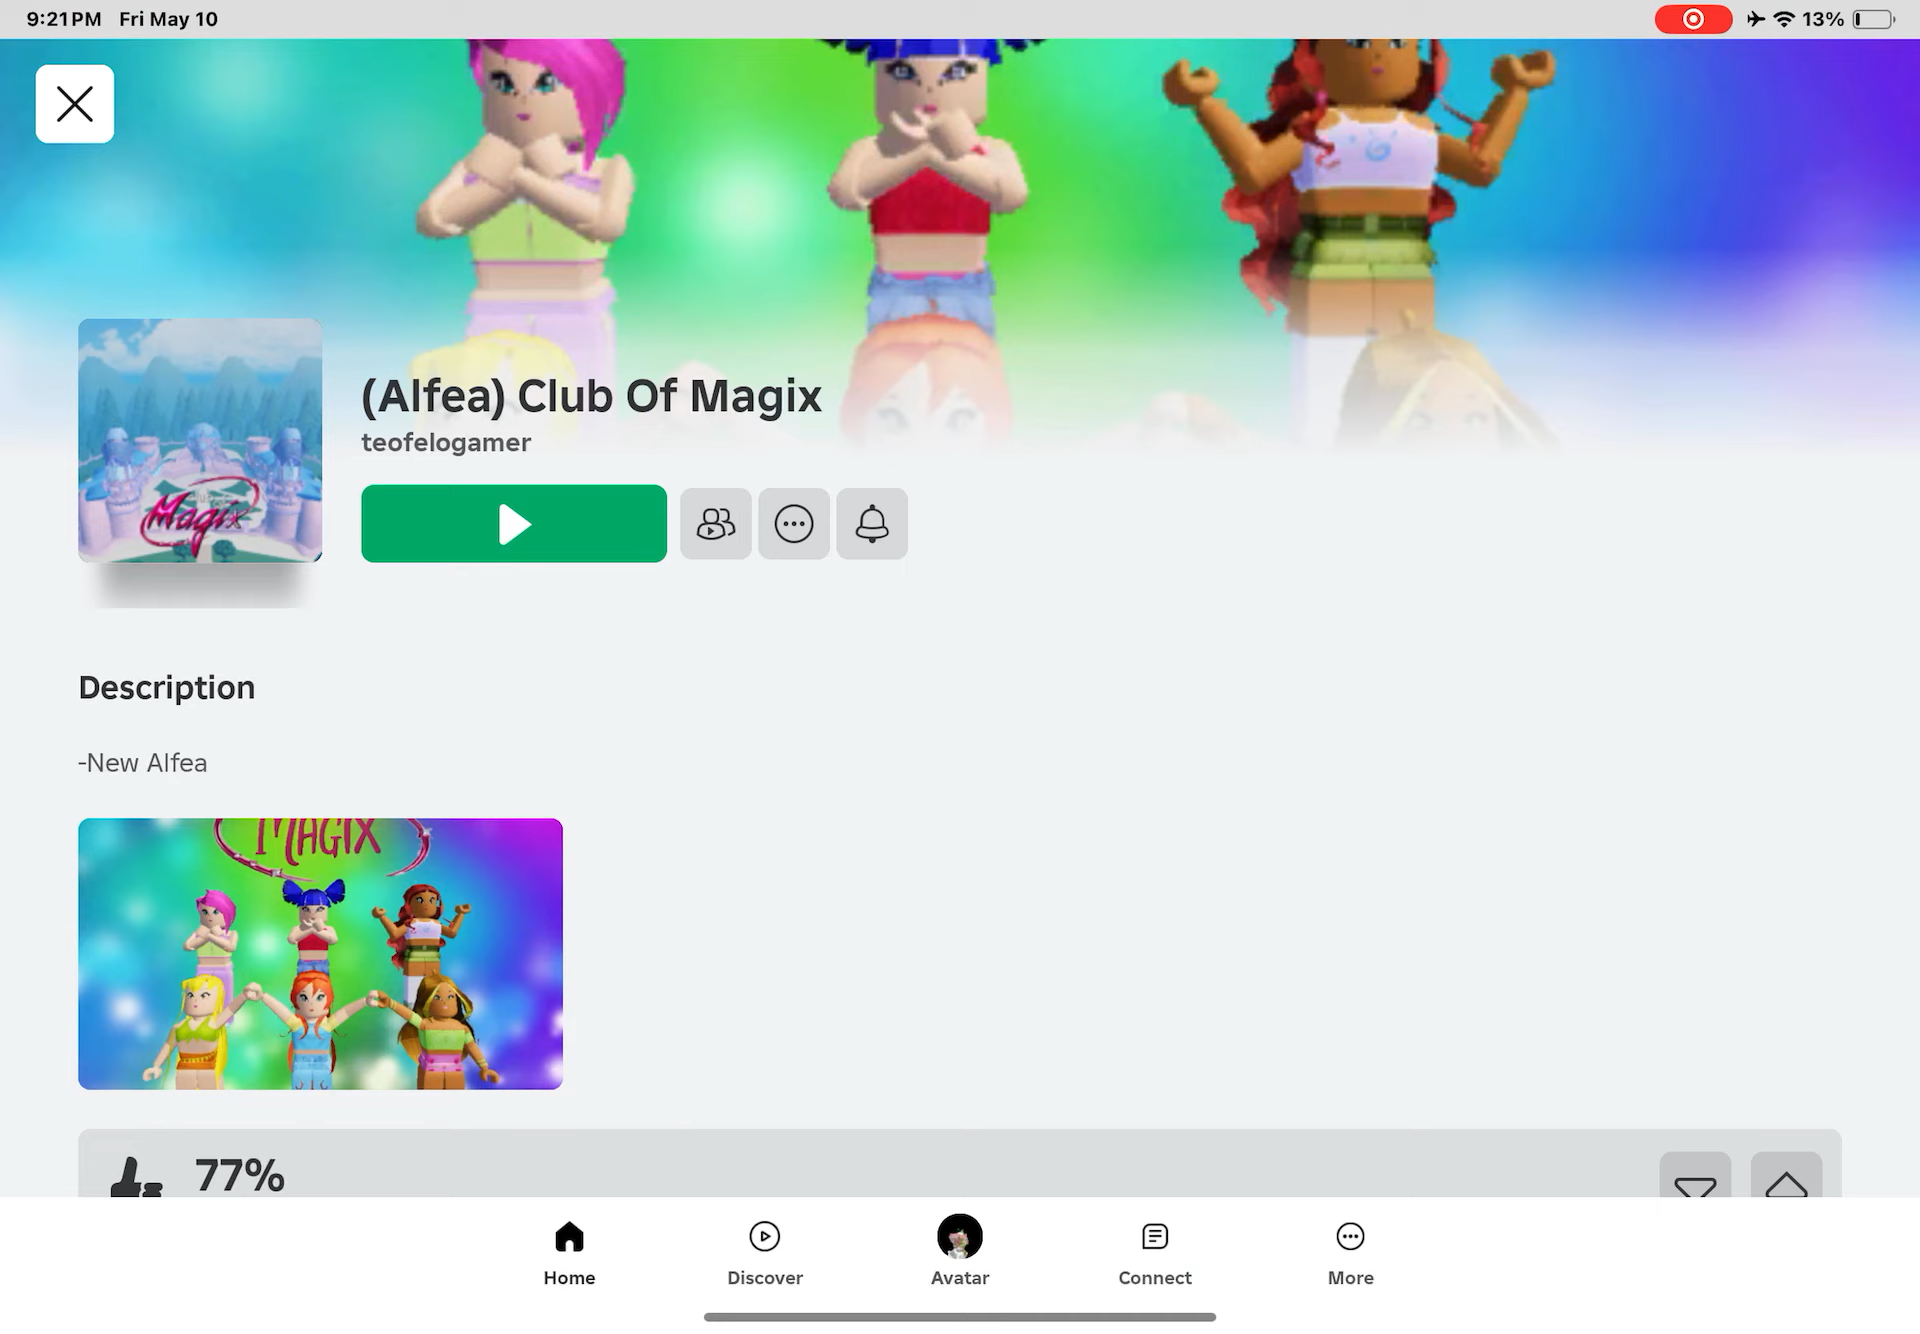 9:21 PM Fri May 10
13%
(Alfea) Club Of Magix
teofelogamer
Magix
Description
-New Alfea
MAGIX
77%
Home
Discover
Avatar
Connect
More